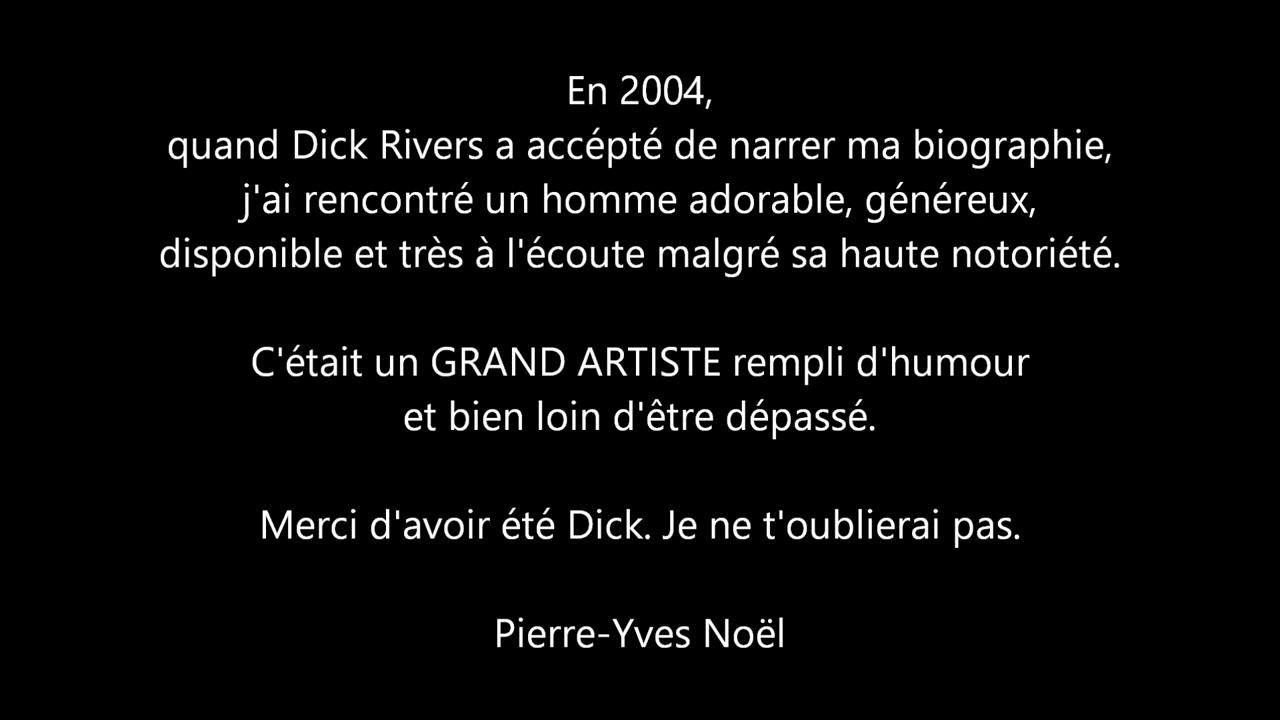 En 2004,
quand Dick Rivers a accépté de narrer ma biographie,
j'ai rencontré un homme adorable, généreux,
disponible et très à l'écoute malgré sa haute notoriété.
C'était un GRAND ARTISTE rempli d'humour
et bien loin d'être dépassé.
Merci d'avoir été Dick. Je ne t'oublierai pas.
Pierre-Yves Noël